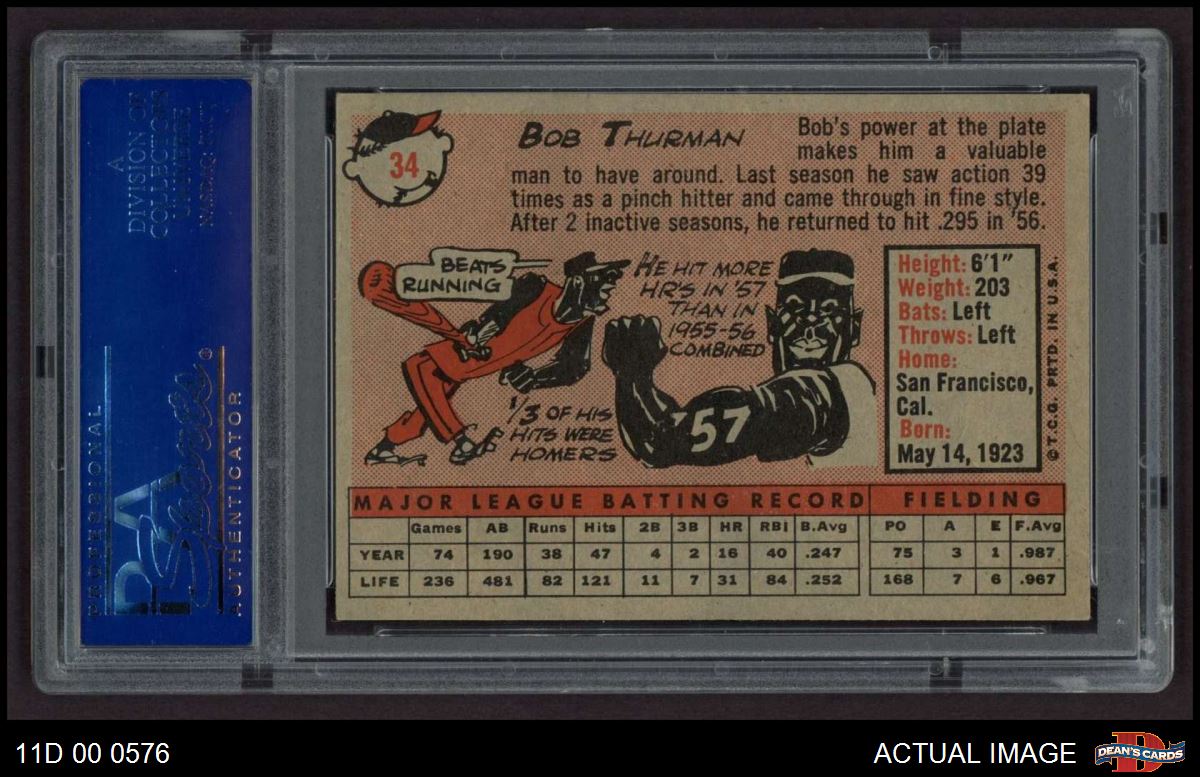 A
DIVISION OF
COLLECTORS
UNIVERSE
NASDAQ: CLCT
PROFESSIONAL
PSA
Sports
®
AUTHENTICATOR
34
BOB THURMAN
Bob's power at the plate
makes him a valuable
man to have around. Last season he saw action 39
times as a pinch hitter and came through in fine style.
After 2 inactive seasons, he returned to hit .295 in '56.
BEATS
RUNNING
1/3 OF HIS
HITS WERE
HOMERS
HE HIT MORE
HR'S IN '57
THAN IN
1955-56
COMBINED
'57
Height: 6'1"
Weight: 203
Bats: Left
Throws: Left
Home:
San Francisco,
Cal.
Born:
May 14, 1923
© T.C.G. PRTD. IN U.S.A.
MAJOR LEAGUE BATTING RECORD FIELDING
Games AB Runs Hits 2B 3B HR RBI B.Avg PO A E F.Avg
YEAR 74 190 38 47 4 2 16 40 .247 75 3 1 .987
LIFE 236 481 82 121 11 7 31 84 .252 168 7 6 .967
11D 00 0576
ACTUAL IMAGE
DEAN'S CARDS